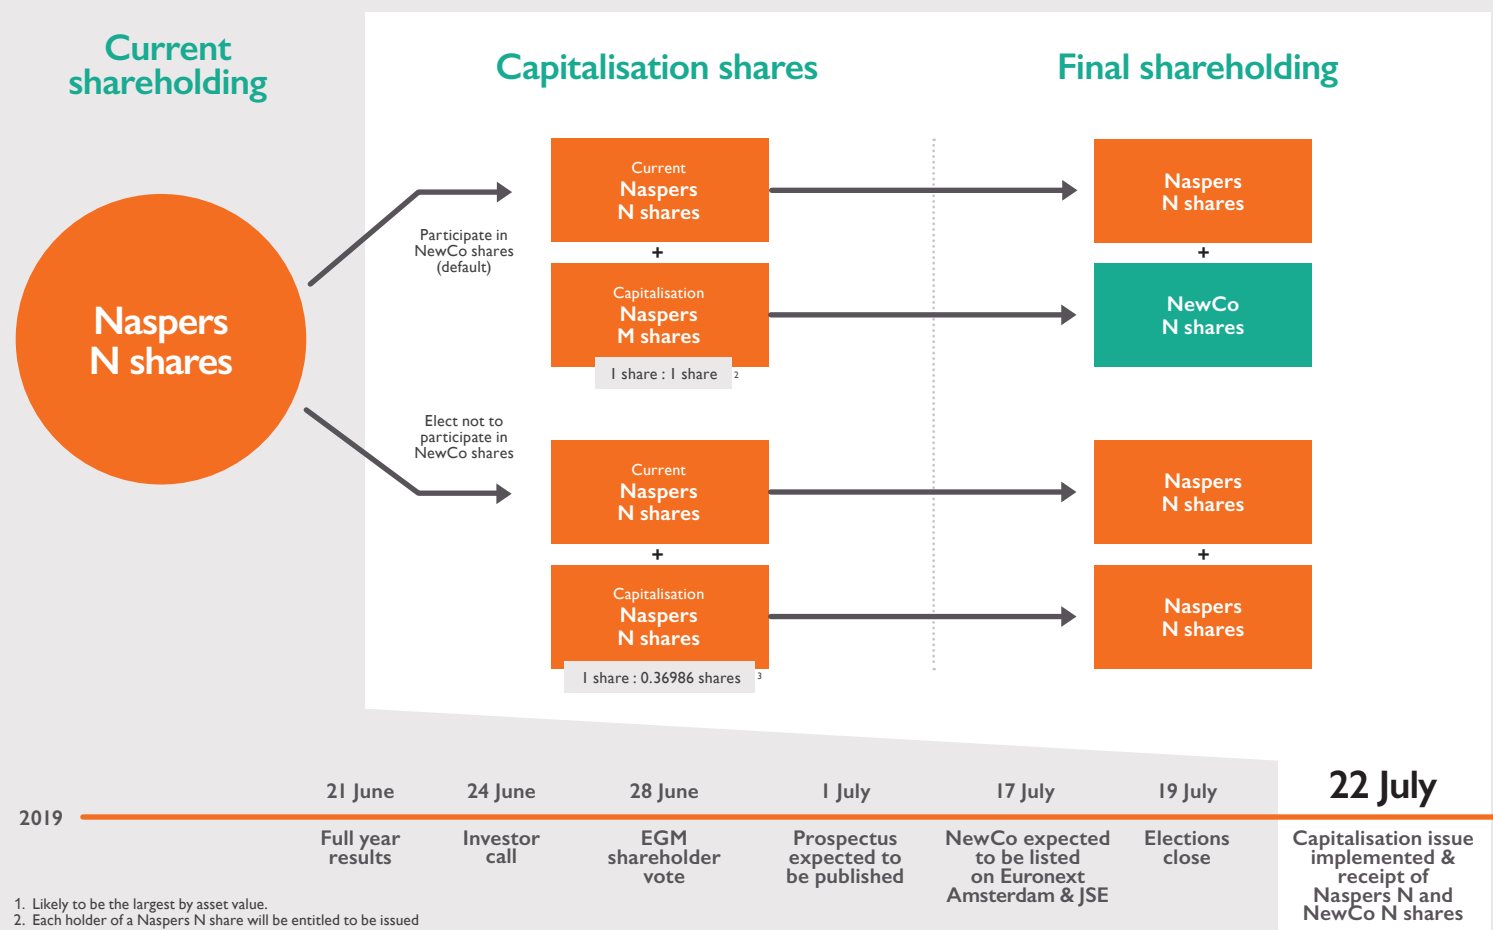 Current
shareholding
Capitalisation shares
Final shareholding
Naspers
N shares
Participate in
NewCo shares
(default)
Current
Naspers
N shares
+
Capitalisation
Naspers
M shares
1 share : 1 share 2
Naspers
N shares
+
NewCo
N shares
Elect not to
participate in
NewCo shares
Current
Naspers
N shares
+
Capitalisation
Naspers
N shares
1 share : 0.36986 shares 3
Naspers
N shares
+
Naspers
N shares
2019
21 June
Full year
results
24 June
Investor
call
28 June
EGM
shareholder
vote
1 July
Prospectus
expected to
be published
17 July
NewCo expected
to be listed
on Euronext
Amsterdam & JSE
19 July
Elections
close
22 July
Capitalisation issue
implemented &
receipt of
Naspers N and
NewCo N shares
1. Likely to be the largest by asset value.
2. Each holder of a Naspers N share will be entitled to be issued